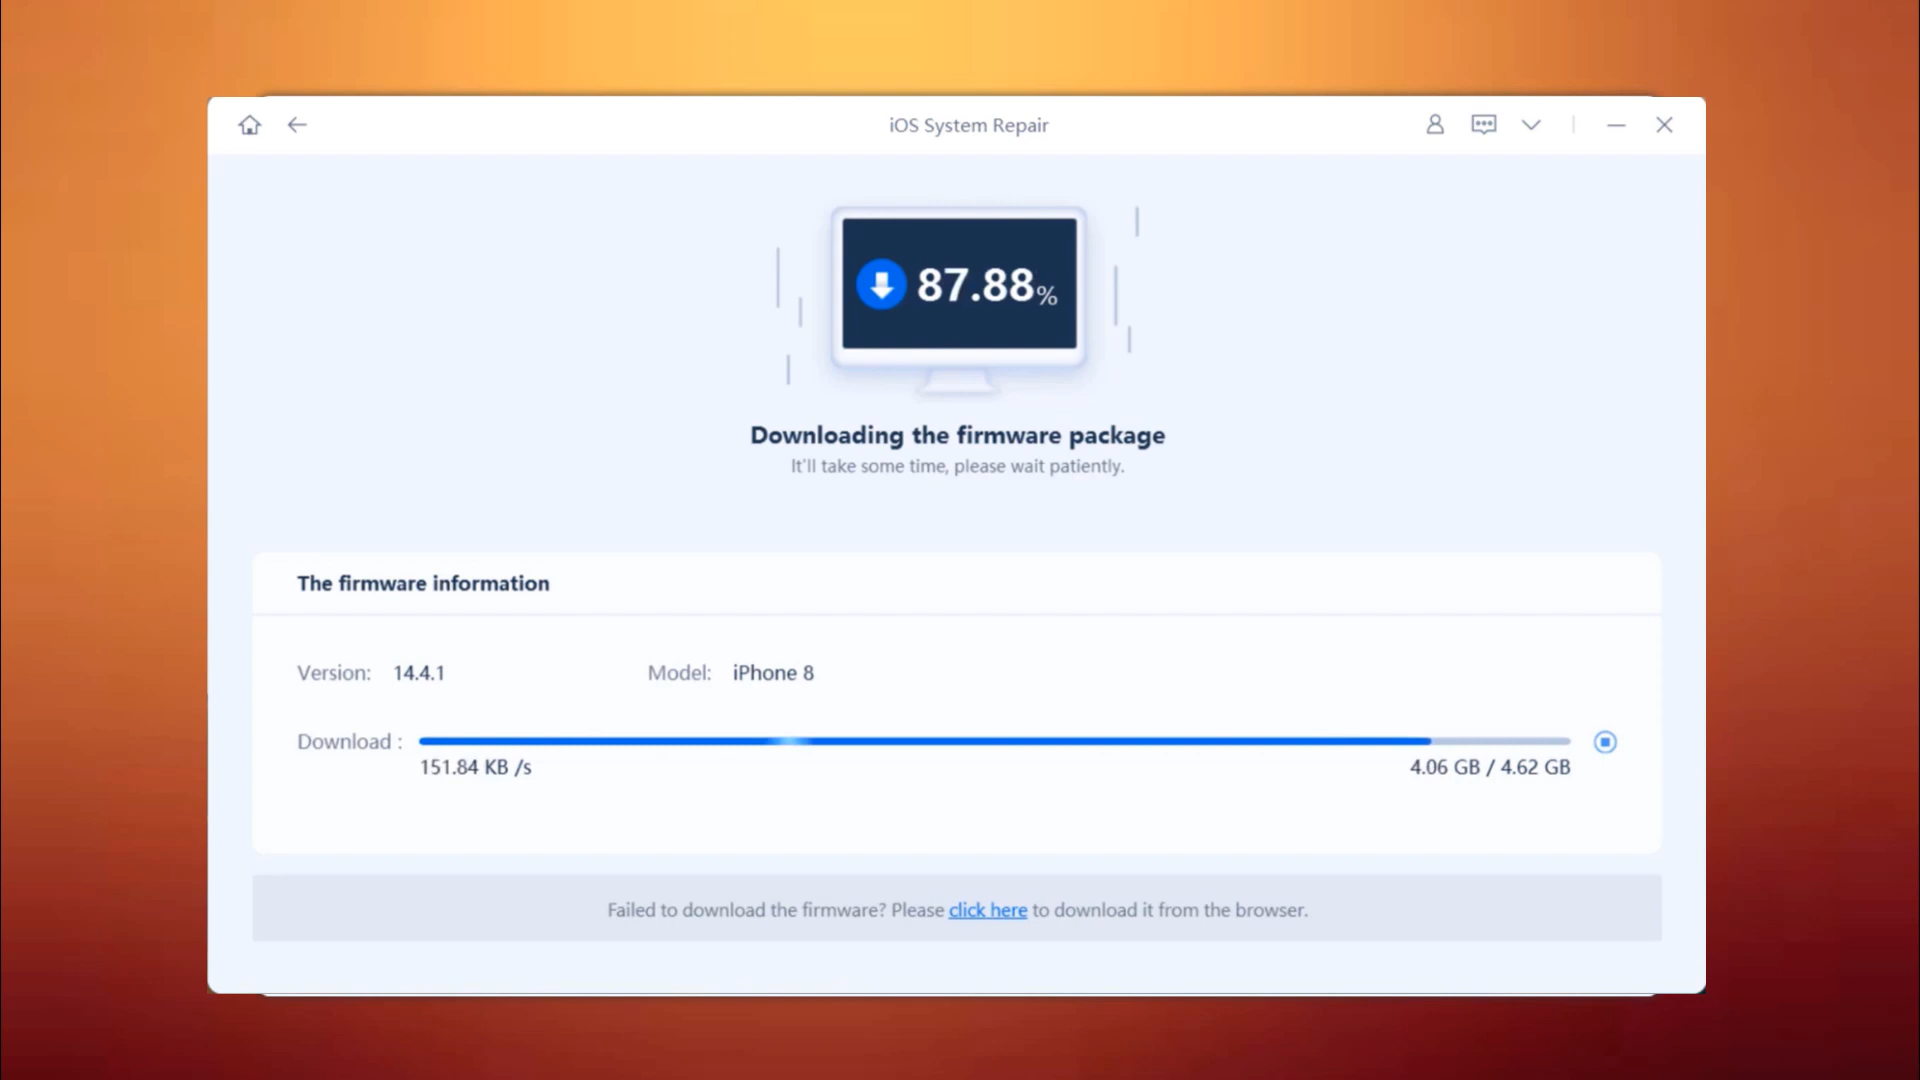 iOS System Repair
87.88%
Downloading the firmware package
It'll take some time, please wait patiently.
The firmware information
Version: 14.4.1 Model: iPhone 8
Download :
151.84 KB /s 4.06 GB / 4.62 GB
Failed to download the firmware? Please click here to download it from the browser.